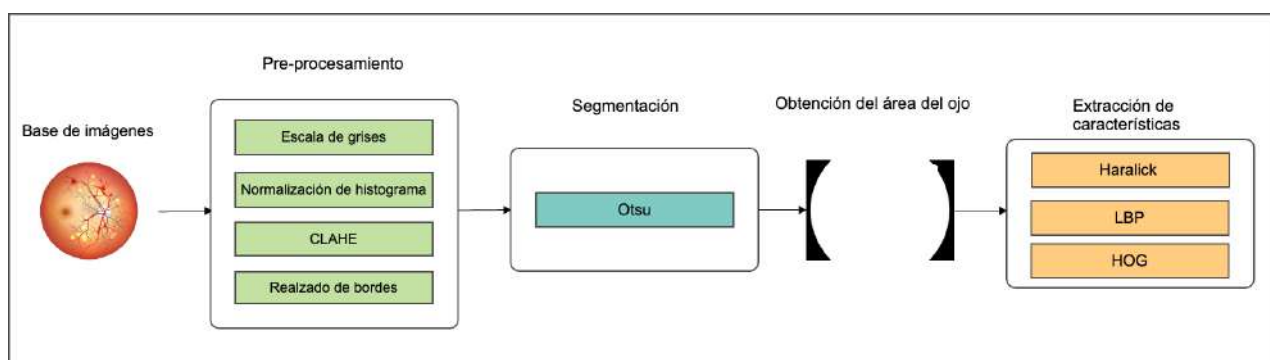 Base de imágenes
Pre-procesamiento
Escala de grises
Normalización de histograma
CLAHE
Realzado de bordes
Segmentación
Otsu
Obtención del área del ojo
Extracción de
características
Haralick
LBP
HOG